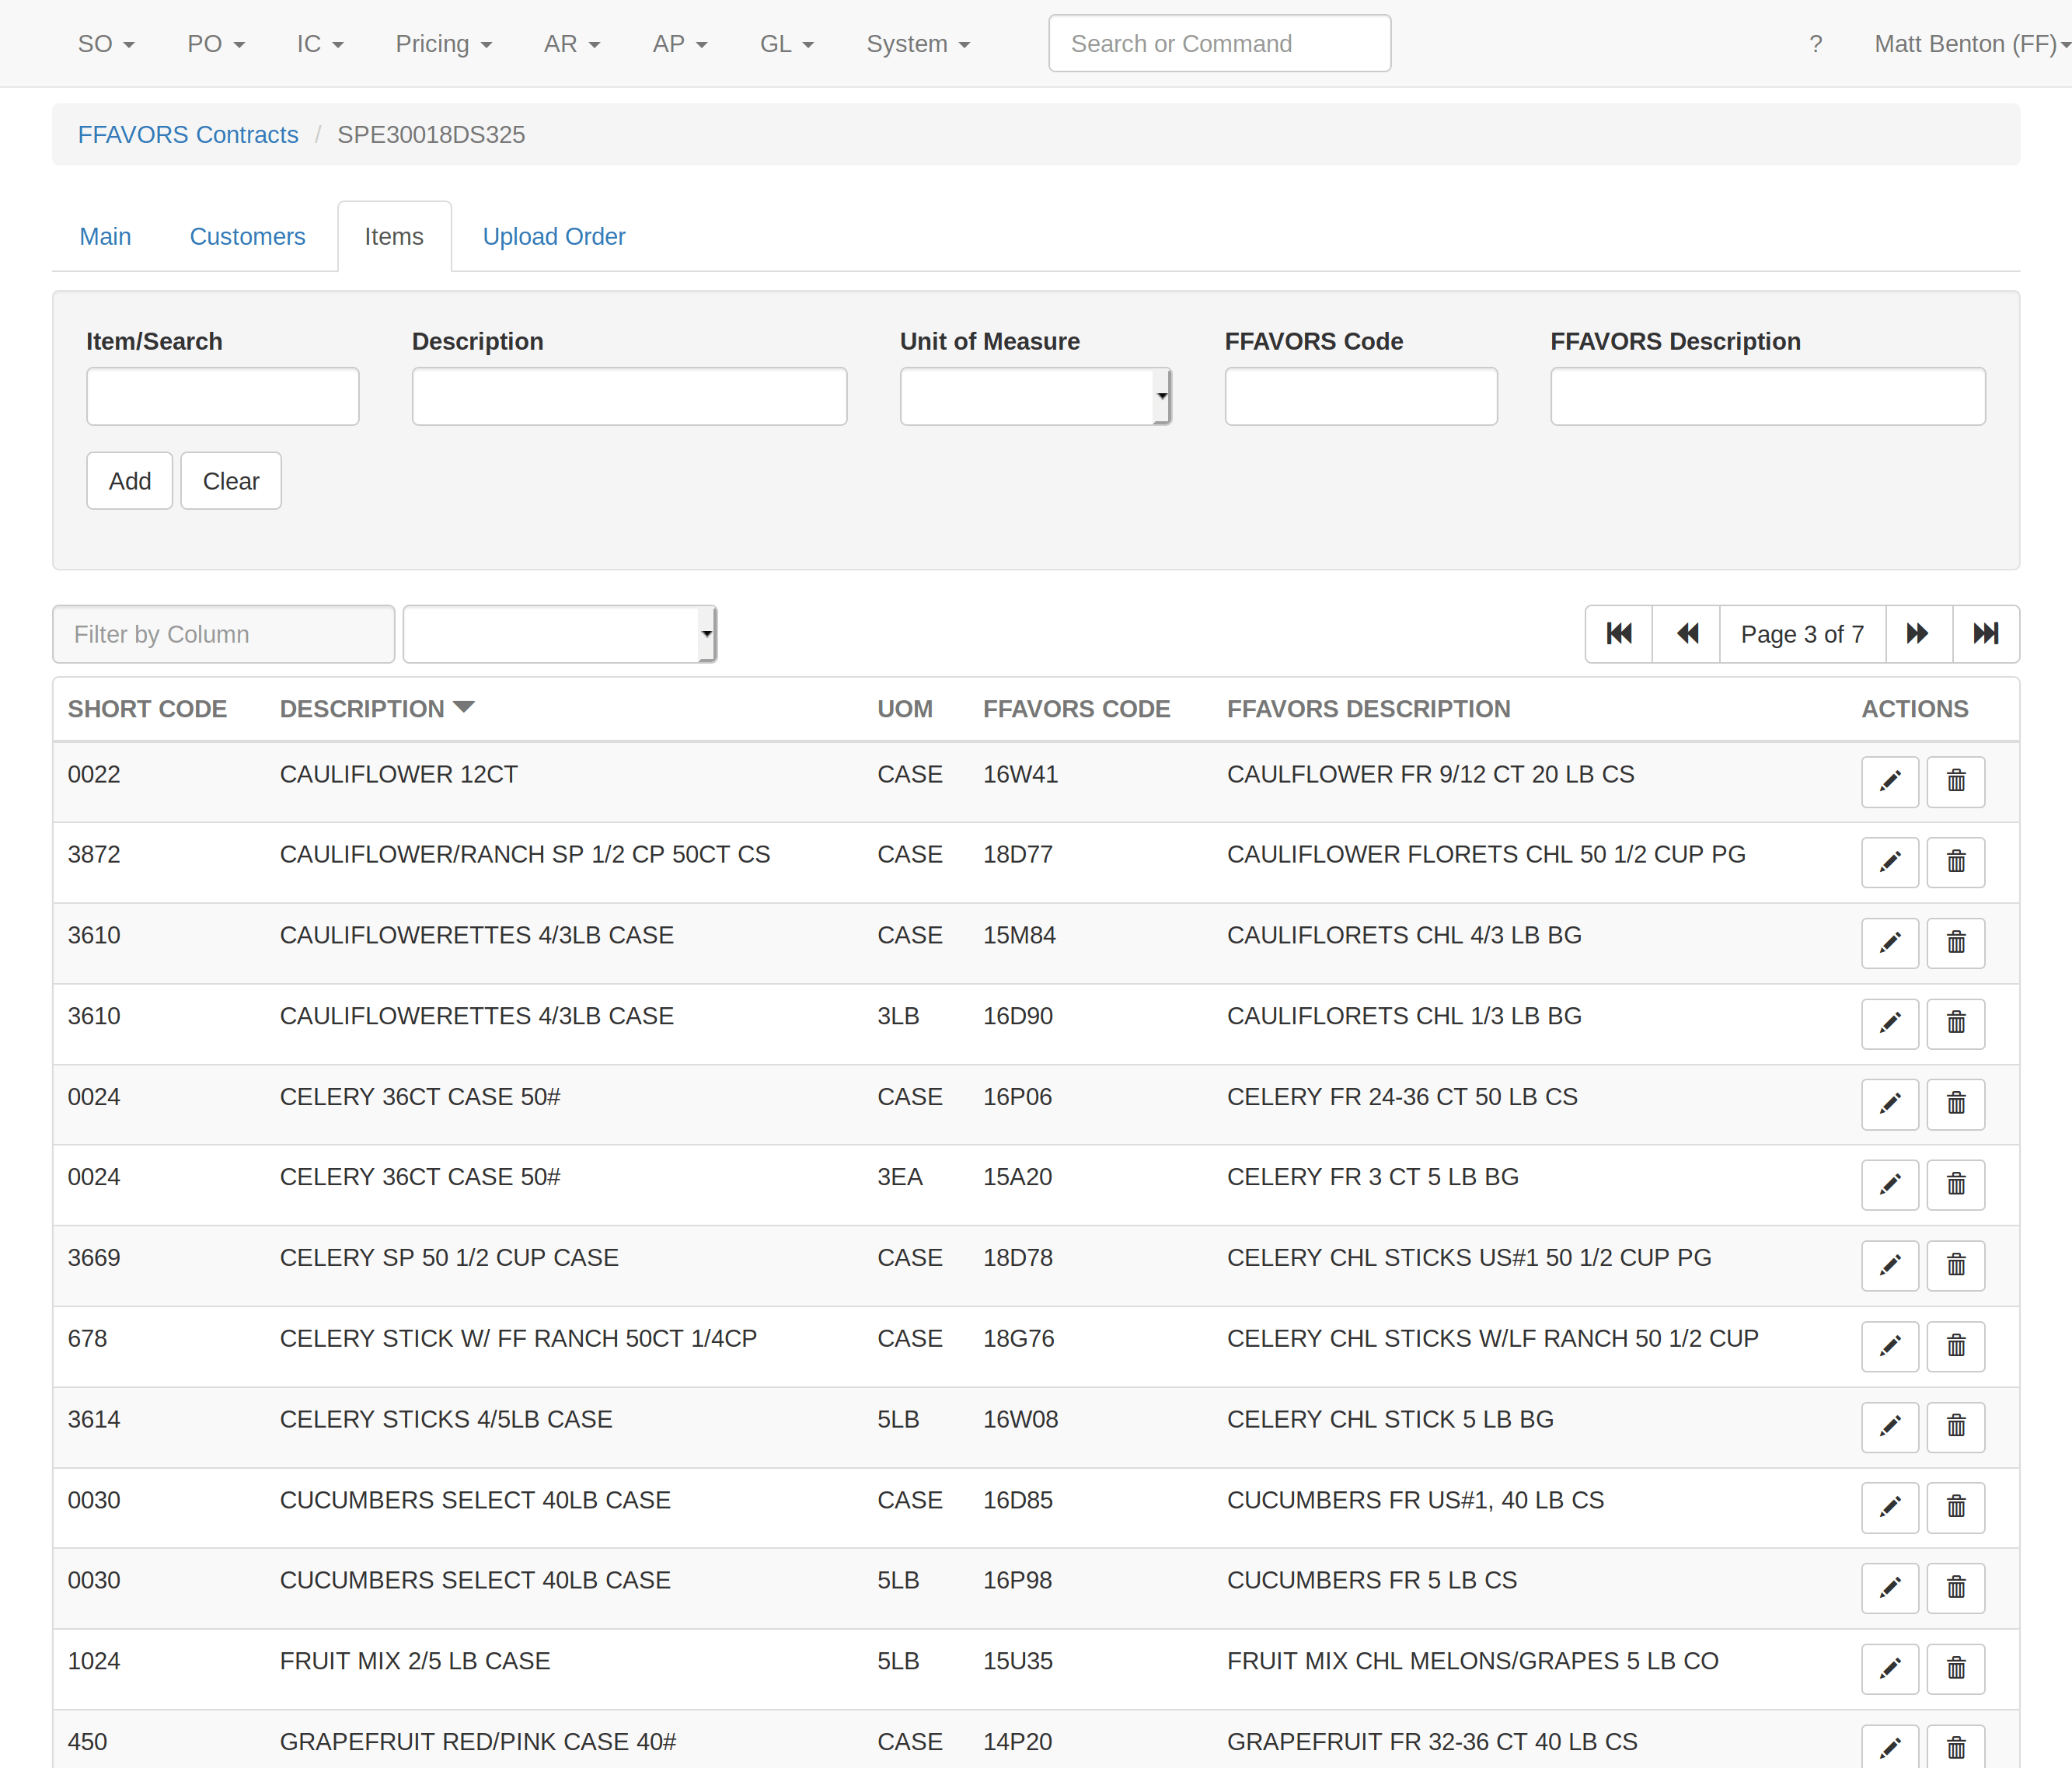 SO PO IC Pricing AR AP GL System Search or Command ? Matt Benton (FF)
FFAVORS Contracts / SPE30018DS325
Main Customers Items Upload Order
Item/Search Description Unit of Measure FFAVORS Code FFAVORS Description
Add Clear
Filter by Column Page 3 of 7
SHORT CODE DESCRIPTION UOM FFAVORS CODE FFAVORS DESCRIPTION ACTIONS
0022 CAULIFLOWER 12CT CASE 16W41 CAULFLOWER FR 9/12 CT 20 LB CS
3872 CAULIFLOWER/RANCH SP 1/2 CP 50CT CS CASE 18D77 CAULIFLOWER FLORETS CHL 50 1/2 CUP PG
3610 CAULIFLOWERETTES 4/3LB CASE CASE 15M84 CAULIFLORETS CHL 4/3 LB BG
3610 CAULIFLOWERETTES 4/3LB CASE 3LB 16D90 CAULIFLORETS CHL 1/3 LB BG
0024 CELERY 36CT CASE 50# CASE 16P06 CELERY FR 24-36 CT 50 LB CS
0024 CELERY 36CT CASE 50# 3EA 15A20 CELERY FR 3 CT 5 LB BG
3669 CELERY SP 50 1/2 CUP CASE CASE 18D78 CELERY CHL STICKS US#1 50 1/2 CUP PG
678 CELERY STICK W/ FF RANCH 50CT 1/4CP CASE 18G76 CELERY CHL STICKS W/LF RANCH 50 1/2 CUP
3614 CELERY STICKS 4/5LB CASE 5LB 16W08 CELERY CHL STICK 5 LB BG
0030 CUCUMBERS SELECT 40LB CASE CASE 16D85 CUCUMBERS FR US#1, 40 LB CS
0030 CUCUMBERS SELECT 40LB CASE 5LB 16P98 CUCUMBERS FR 5 LB CS
1024 FRUIT MIX 2/5 LB CASE 5LB 15U35 FRUIT MIX CHL MELONS/GRAPES 5 LB CO
450 GRAPEFRUIT RED/PINK CASE 40# CASE 14P20 GRAPEFRUIT FR 32-36 CT 40 LB CS